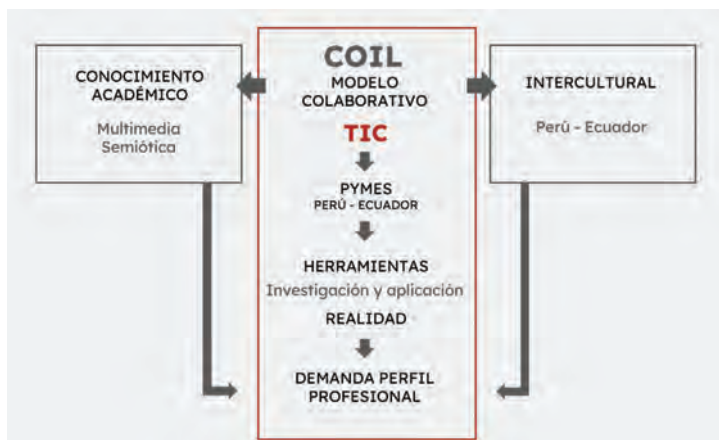 CONOCIMIENTO
ACADÉMICO
Multimedia
Semiótica
COIL
MODELO
COLABORATIVO
TIC
PYMES
PERÚ - ECUADOR
HERRAMIENTAS
Investigación y aplicación
REALIDAD
DEMANDA PERFIL
PROFESIONAL
INTERCULTURAL
Perú - Ecuador